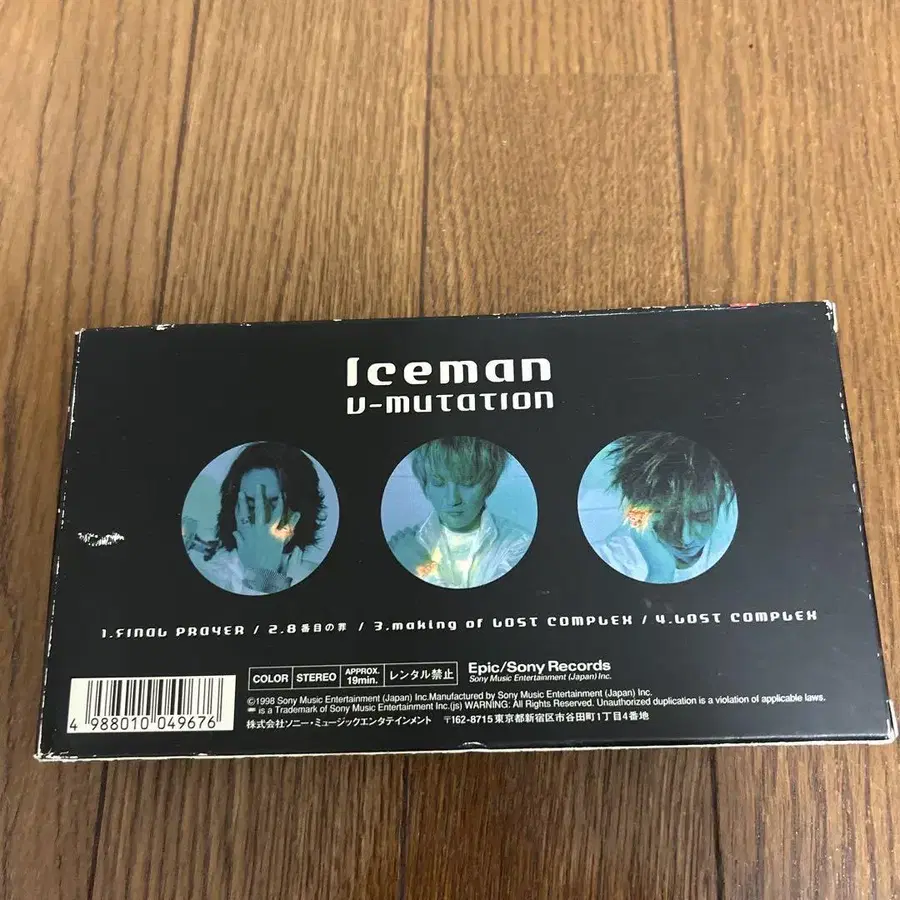 Iceman
V-MUTATION
1.FINAL PRAYER / 2.8番目の罪 / 3.making of LOST COMPLEX / 4.LOST COMPLEX
COLOR STEREO APPROX. 19min. レンタル禁止 Epic/Sony Records
Sony Music Entertainment (Japan) Inc.
©1998 Sony Music Entertainment (Japan) Inc.Manufactured by Sony Music Entertainment (Japan) Inc.
is a Trademark of Sony Music Entertainment Inc.(js) WARNING: All Rights Reserved. Unauthorized duplication is a violation of applicable laws.
株式会社ソニー・ミュージックエンタテインメント 〒162-8715 東京都新宿区市谷田町1丁目4番地
4 988010 049676